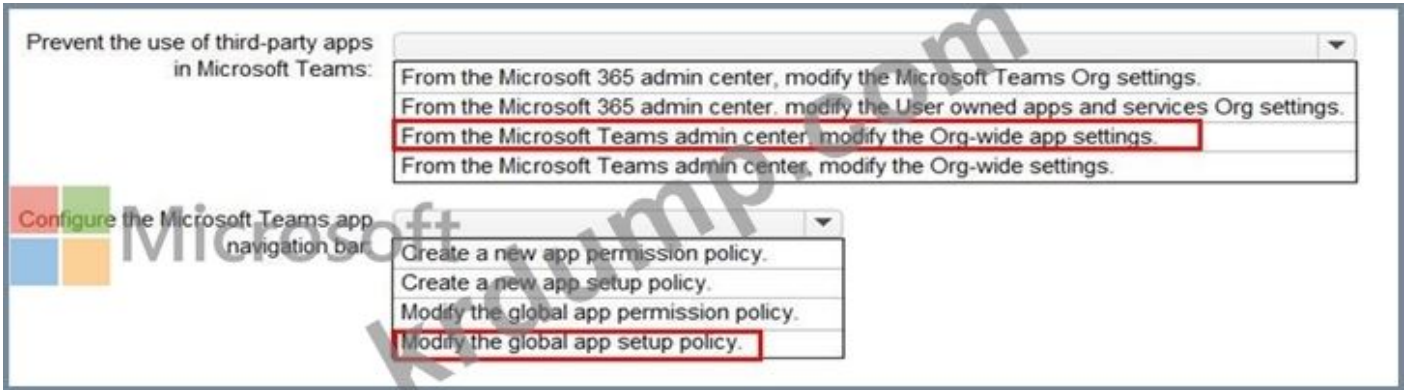 Prevent the use of third-party apps
in Microsoft Teams:
From the Microsoft 365 admin center, modify the Microsoft Teams Org settings.
From the Microsoft 365 admin center. modify the User owned apps and services Org settings.
From the Microsoft Teams admin center, modify the Org-wide app settings.
From the Microsoft Teams admin center, modify the Org-wide settings.
Configure the Microsoft Teams app
navigation bar:
Create a new app permission policy.
Create a new app setup policy.
Modify the global app permission policy.
Modify the global app setup policy.
Microsoft
krdump.com